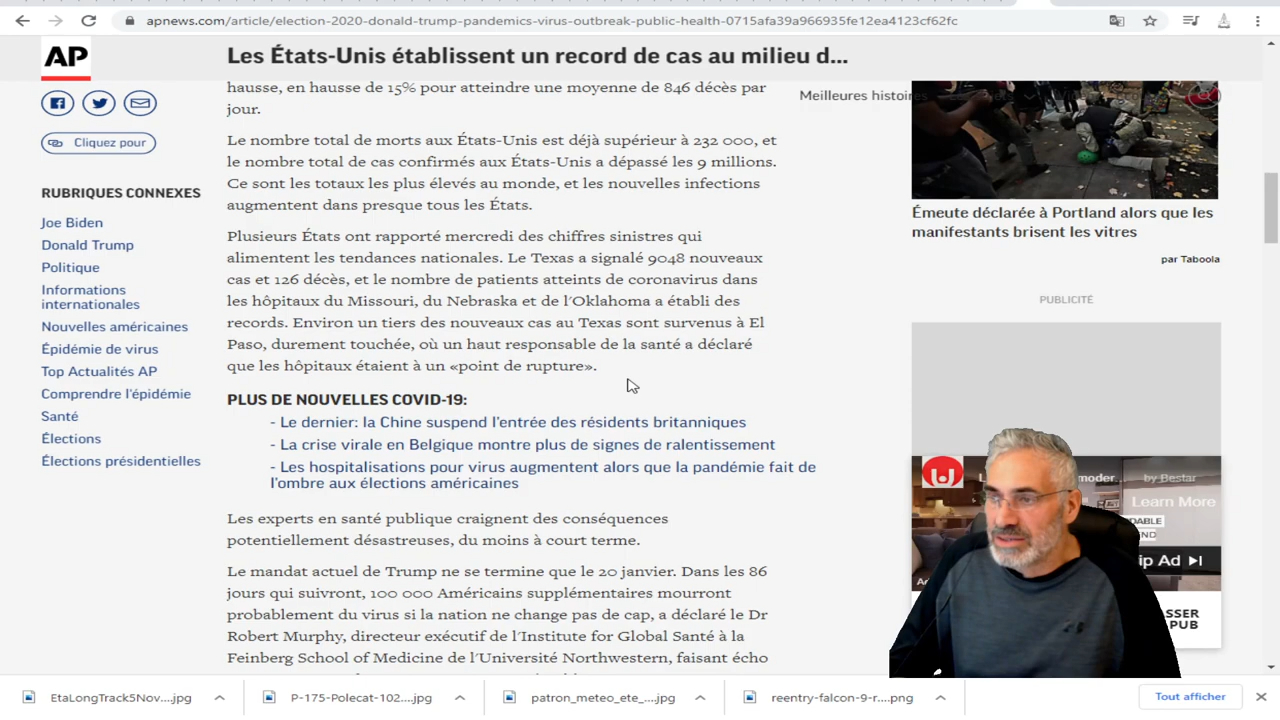 apnews.com/article/election-2020-donald-trump-pandemics-virus-outbreak-public-health-0715afa39a966935fe12ea4123cf62fc
AP
Les États-Unis établissent un record de cas au milieu d...
Meilleures histoires
Cliquez pour
RUBRIQUES CONNEXES
Joe Biden
Donald Trump
Politique
Informations
internationales
Nouvelles américaines
Épidémie de virus
Top Actualités AP
Comprendre l'épidémie
Santé
Élections
Élections présidentielles
hausse, en hausse de 15% pour atteindre une moyenne de 846 décès par
jour.
Le nombre total de morts aux États-Unis est déjà supérieur à 232 000, et
le nombre total de cas confirmés aux États-Unis a dépassé les 9 millions.
Ce sont les totaux les plus élevés au monde, et les nouvelles infections
augmentent dans presque tous les États.
Plusieurs États ont rapporté mercredi des chiffres sinistres qui
alimentent les tendances nationales. Le Texas a signalé 9048 nouveaux
cas et 126 décès, et le nombre de patients atteints de coronavirus dans
les hôpitaux du Missouri, du Nebraska et de l'Oklahoma a établi des
records. Environ un tiers des nouveaux cas au Texas sont survenus à El
Paso, durement touchée, où un haut responsable de la santé a déclaré
que les hôpitaux étaient à un «point de rupture».
PLUS DE NOUVELLES COVID-19:
- Le dernier: la Chine suspend l'entrée des résidents britanniques
- La crise virale en Belgique montre plus de signes de ralentissement
- Les hospitalisations pour virus augmentent alors que la pandémie fait de
l'ombre aux élections américaines
Les experts en santé publique craignent des conséquences
potentiellement désastreuses, du moins à court terme.
Le mandat actuel de Trump ne se termine que le 20 janvier. Dans les 86
jours qui suivront, 100 000 Américains supplémentaires mourront
probablement du virus si la nation ne change pas de cap, a déclaré le Dr
Robert Murphy, directeur exécutif de l'Institute for Global Santé à la
Feinberg School of Medicine de l'Université Northwestern, faisant écho
Émeute déclarée à Portland alors que les
manifestants brisent les vitres
par Taboola
PUBLICITÉ
moder...
by Bestar
Learn More
DABLE
ND
ip Ad
SSER
PUB
EtaLongTrack5Nov....jpg
P-175-Polecat-102....jpg
patron_meteo_ete_....jpg
reentry-falcon-9-r....png
Tout afficher